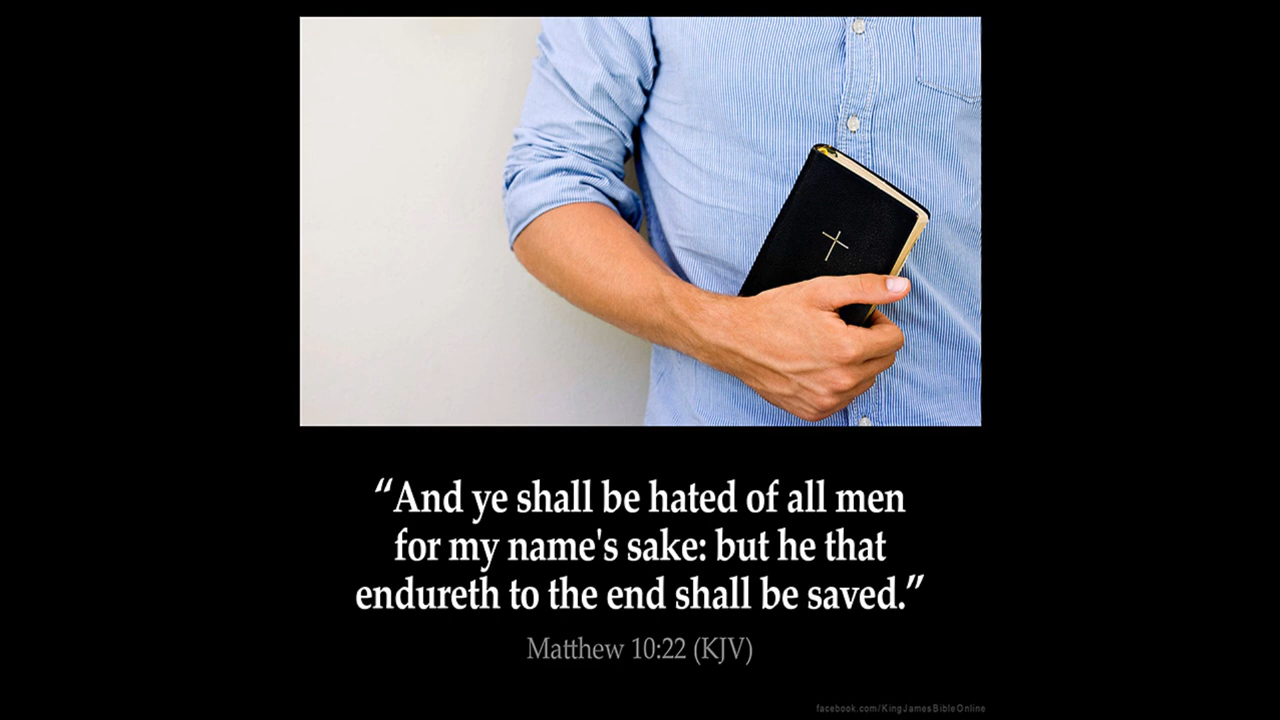 “And ye shall be hated of all men
for my name's sake: but he that
endureth to the end shall be saved.”
Matthew 10:22 (KJV)
facebook.com/KingJamesBibleOnline